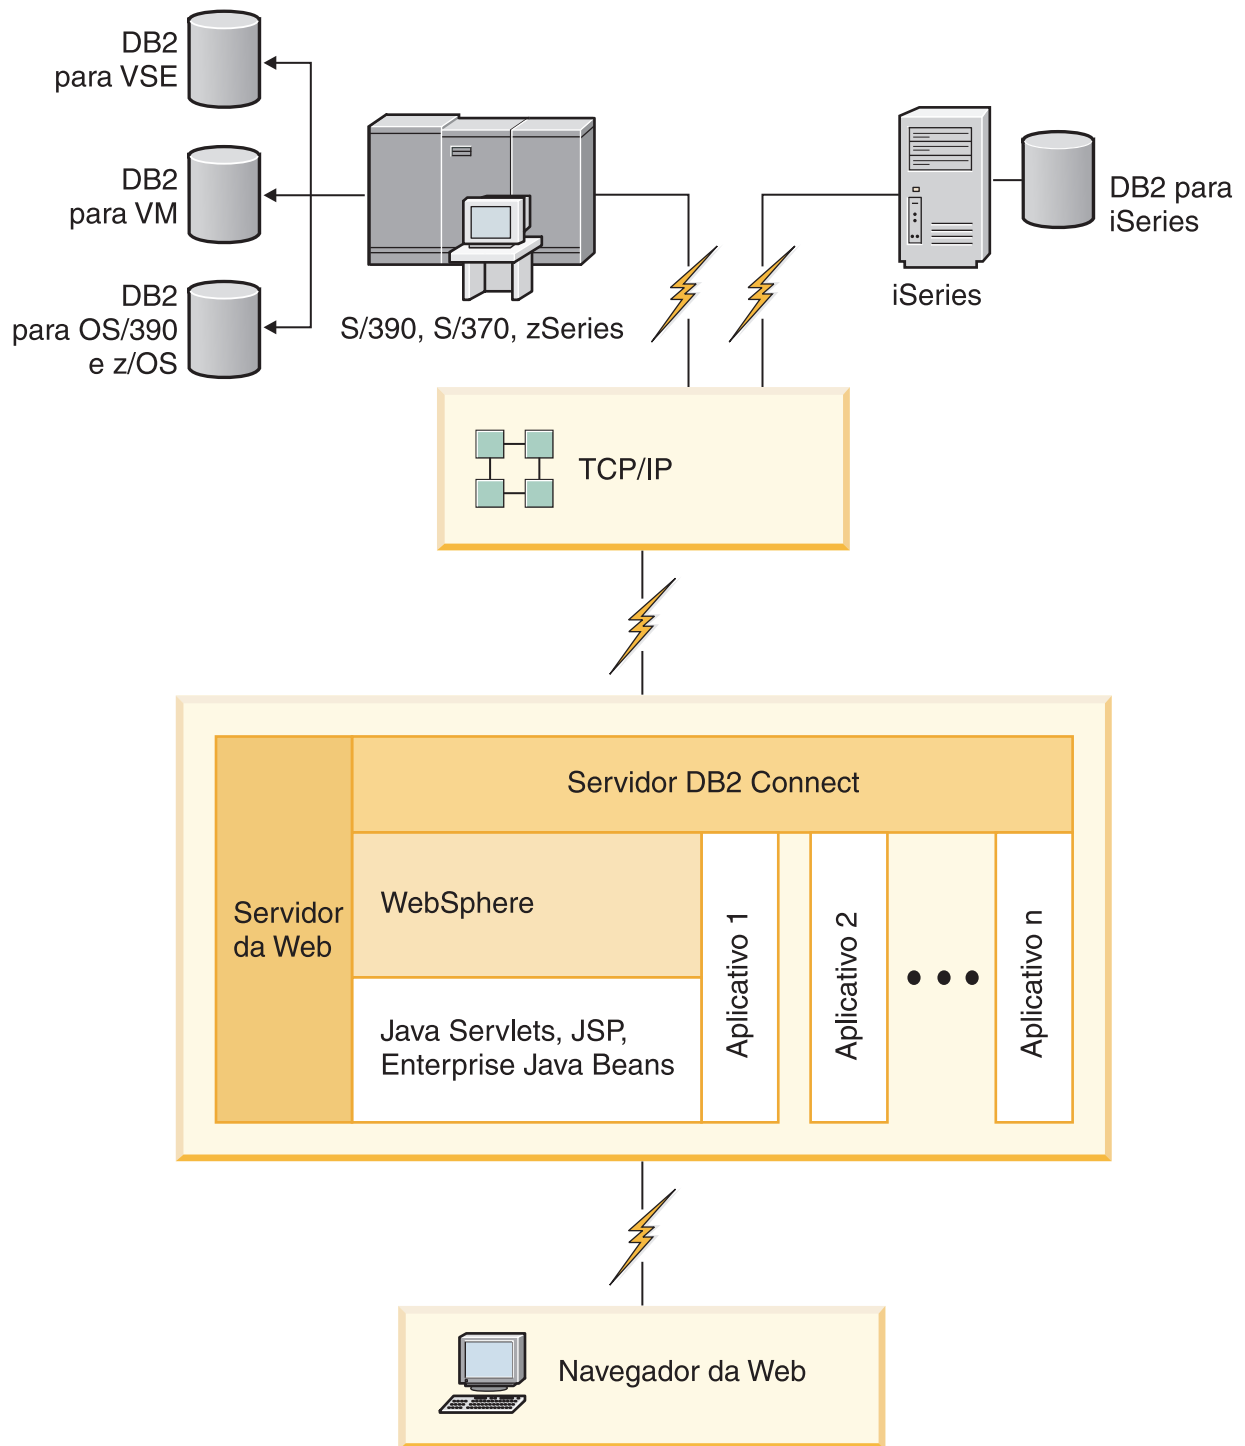 DB2
para VSE
DB2
para VM
DB2
para OS/390
e z/OS
S/390, S/370, zSeries
iSeries
DB2 para
iSeries
TCP/IP
Servidor DB2 Connect
Servidor
da Web
WebSphere
Java Servlets, JSP,
Enterprise Java Beans
Aplicativo 1
Aplicativo 2
Aplicativo n
Navegador da Web